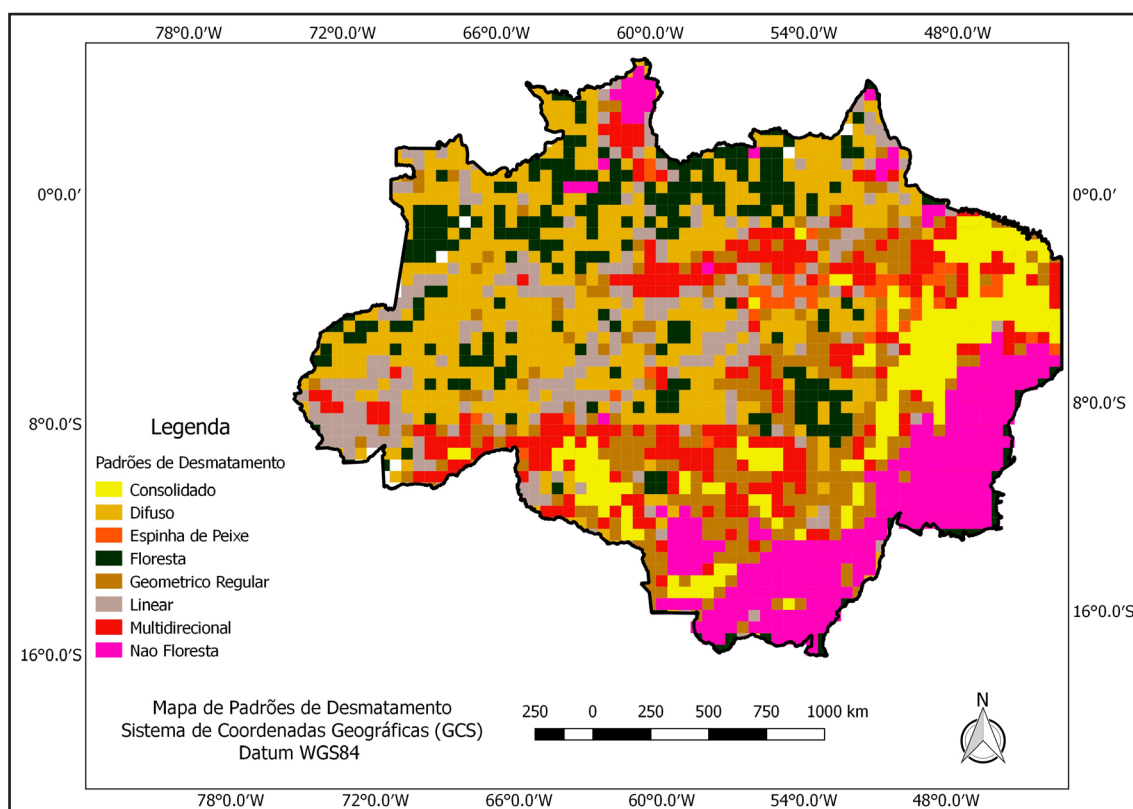 78°0.0'W 72°0.0'W 66°0.0'W 60°0.0'W 54°0.0'W 48°0.0'W
0°0.0' 0°0.0'
8°0.0'S 8°0.0'S
16°0.0'S 16°0.0'S
Legenda
Padrões de Desmatamento
Consolidado
Difuso
Espinha de Peixe
Floresta
Geometrico Regular
Linear
Multidirecional
Nao Floresta
Mapa de Padrões de Desmatamento
Sistema de Coordenadas Geográficas (GCS)
Datum WGS84
250 0 250 500 750 1000 km
N
78°0.0'W 72°0.0'W 66°0.0'W 60°0.0'W 54°0.0'W 48°0.0'W